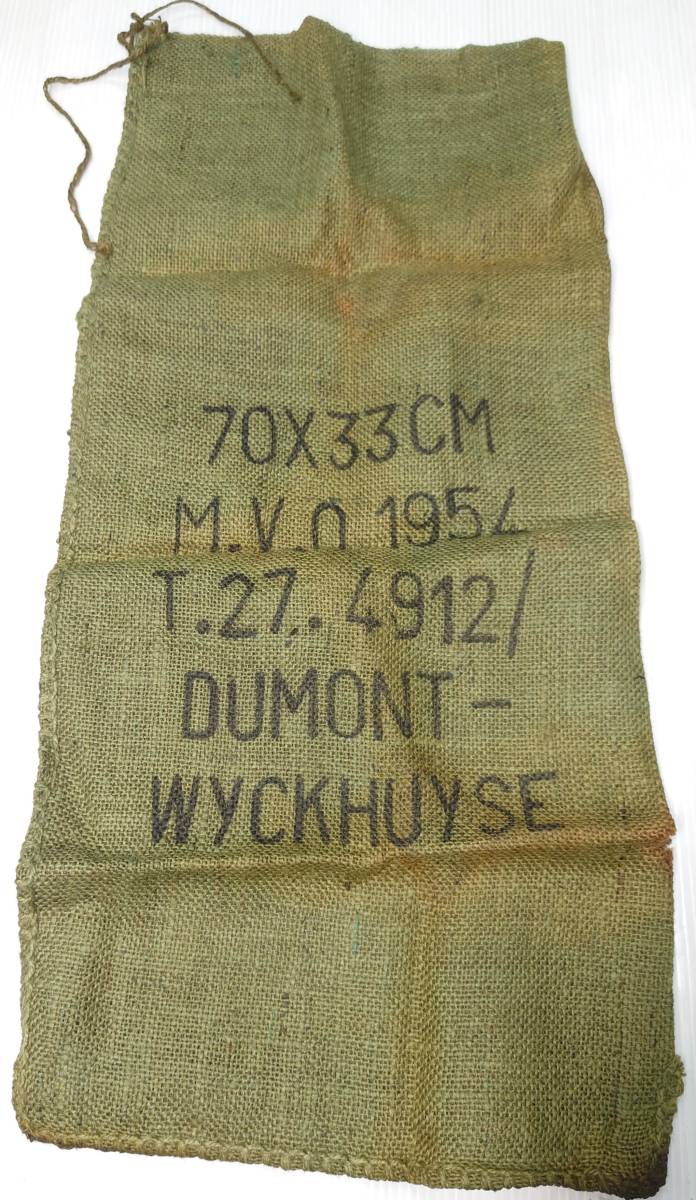 70X33CM
M.V.O 1954
T.27.. 4912/
DUMONT-
WYCKHUYSE